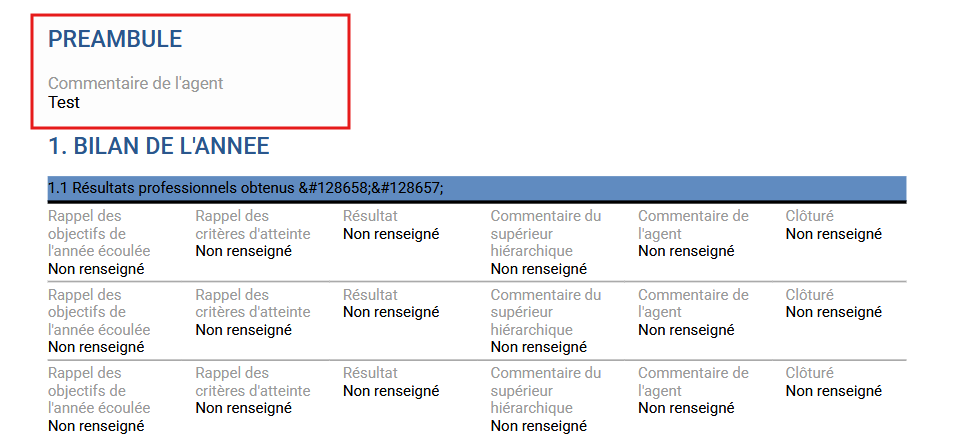 PREAMBULE
Commentaire de l'agent
Test
1. BILAN DE L'ANNEE
1.1 Résultats professionnels obtenus &#128658;&#128657;
Rappel des objectifs de l'année écoulée
Non renseigné
Rappel des critères d'atteinte
Non renseigné
Résultat
Non renseigné
Commentaire du supérieur hiérarchique
Non renseigné
Commentaire de l'agent
Non renseigné
Clôturé
Non renseigné
Rappel des objectifs de l'année écoulée
Non renseigné
Rappel des critères d'atteinte
Non renseigné
Résultat
Non renseigné
Commentaire du supérieur hiérarchique
Non renseigné
Commentaire de l'agent
Non renseigné
Clôturé
Non renseigné
Rappel des objectifs de l'année écoulée
Non renseigné
Rappel des critères d'atteinte
Non renseigné
Résultat
Non renseigné
Commentaire du supérieur hiérarchique
Non renseigné
Commentaire de l'agent
Non renseigné
Clôturé
Non renseigné